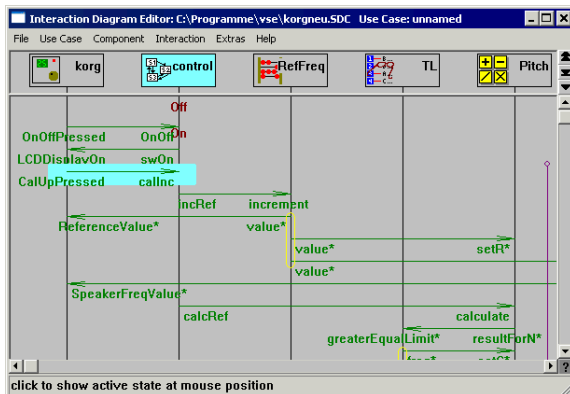 Interaction Diagram Editor: C:\Programme\vse\korgneu.SDC Use Case: unnamed
File Use Case Component Interaction Extras Help
korg control RefFreq TL Pitch
Off
OnOffPressed OnOff On
LCDDisplayOn swOn
CalUpPressed calInc
incRef increment
ReferenceValue* value*
value* setR*
value*
SpeakerFreqValue*
calcRef calculate
greaterEqualLimit* resultForN*
click to show active state at mouse position